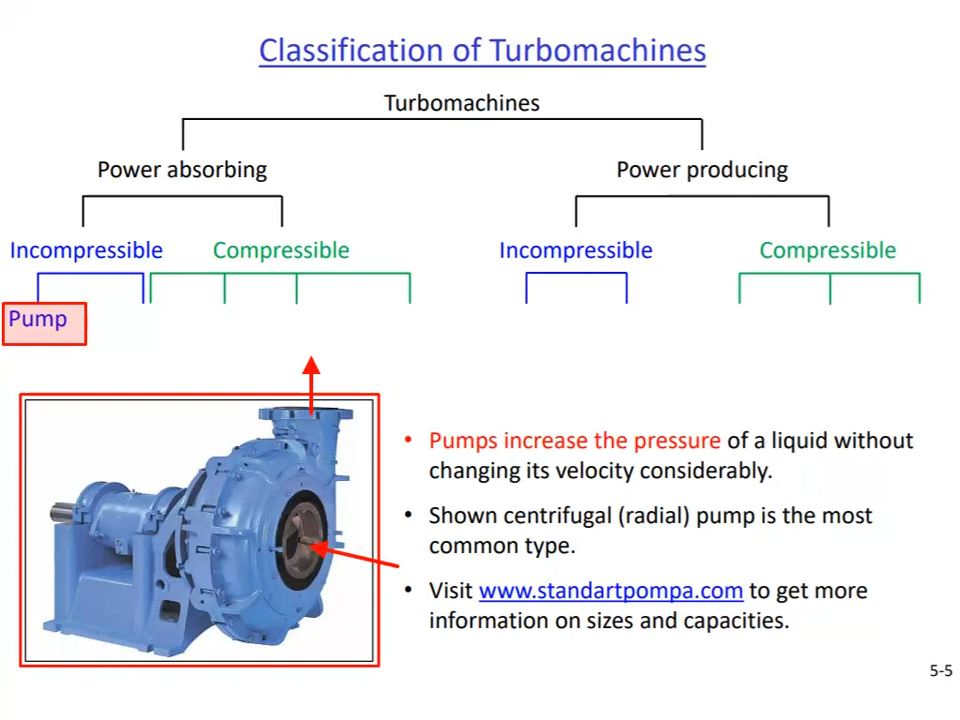 Classification of Turbomachines
Turbomachines
Power absorbing
Power producing
Incompressible
Compressible
Incompressible
Compressible
Pump
• Pumps increase the pressure of a liquid without
changing its velocity considerably.
• Shown centrifugal (radial) pump is the most
common type.
• Visit www.standartpompa.com to get more
information on sizes and capacities.
5-5